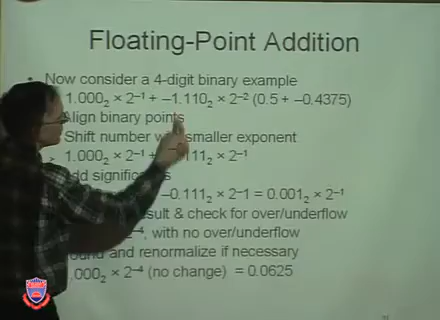 Floating-Point Addition
Now consider a 4-digit binary example
1.000₂ × 2⁻¹ + −1.110₂ × 2⁻² (0.5 + −0.4375)
Align binary points
Shift number with smaller exponent
1.000₂ × 2⁻¹ + −0.111₂ × 2⁻¹
Add significands
−0.111₂ × 2−1 = 0.001₂ × 2⁻¹
result & check for over/underflow
⁻⁴, with no over/underflow
and renormalize if necessary
.000₂ × 2⁻⁴ (no change) = 0.0625